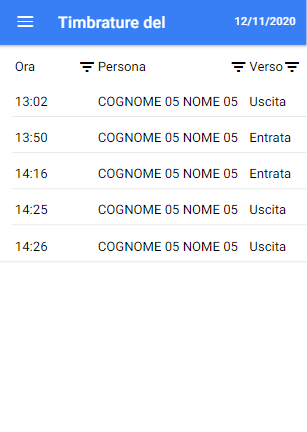 Timbrature del 12/11/2020
Ora Persona Verso
13:02 COGNOME 05 NOME 05 Uscita
13:50 COGNOME 05 NOME 05 Entrata
14:16 COGNOME 05 NOME 05 Entrata
14:25 COGNOME 05 NOME 05 Uscita
14:26 COGNOME 05 NOME 05 Uscita